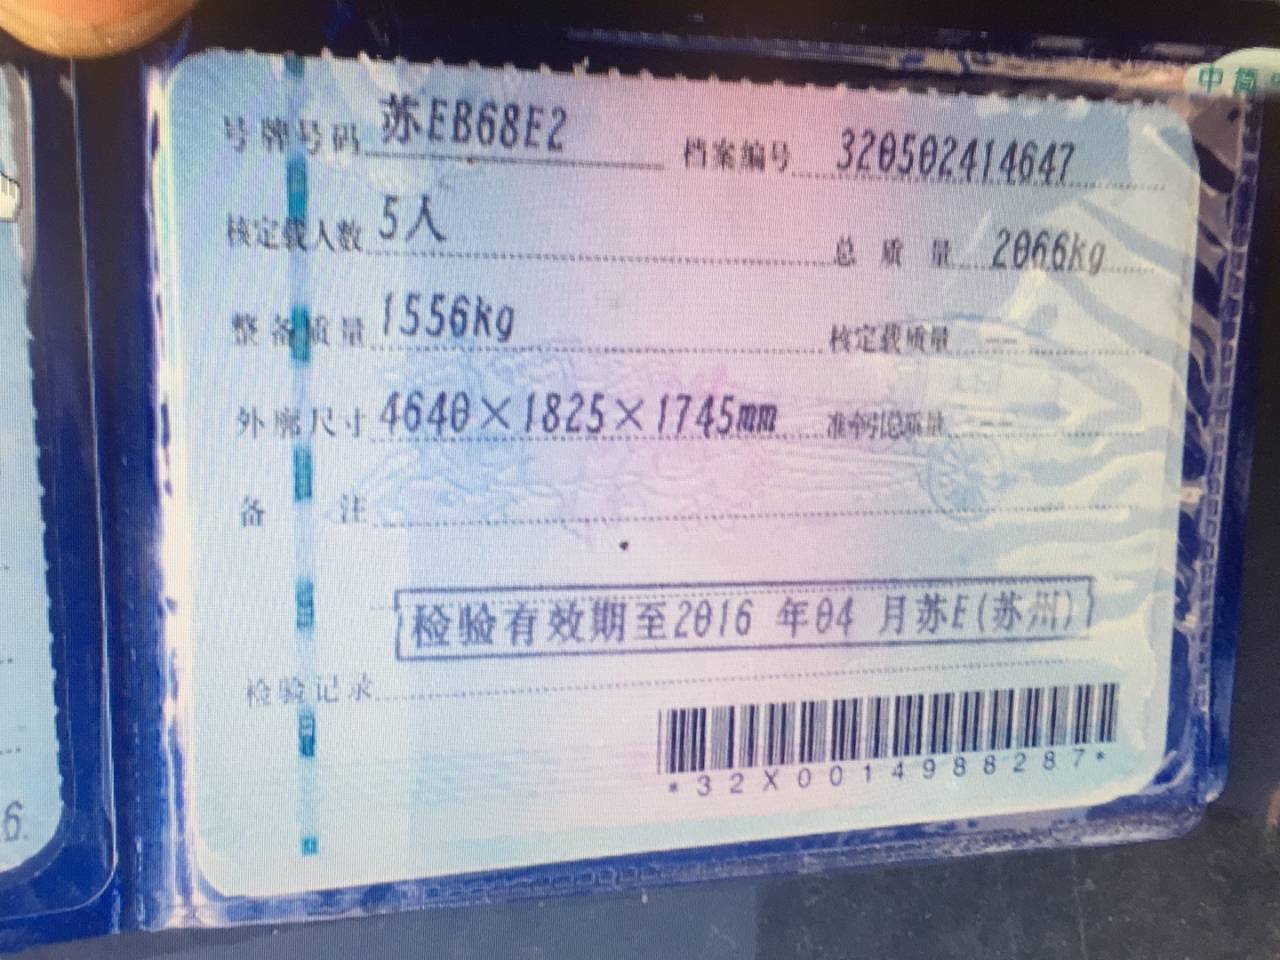 中 简
号牌号码 苏EB68E2 档案编号 320502414647
核定载人数 5人 总质量 2066kg
整备质量 1556kg 核定载质量 --
外廓尺寸 4640×1825×1745mm 准牵引总质量 --
备注
检验有效期至2016 年04 月苏E(苏州)
检验记录
*32X0014988287*
6.